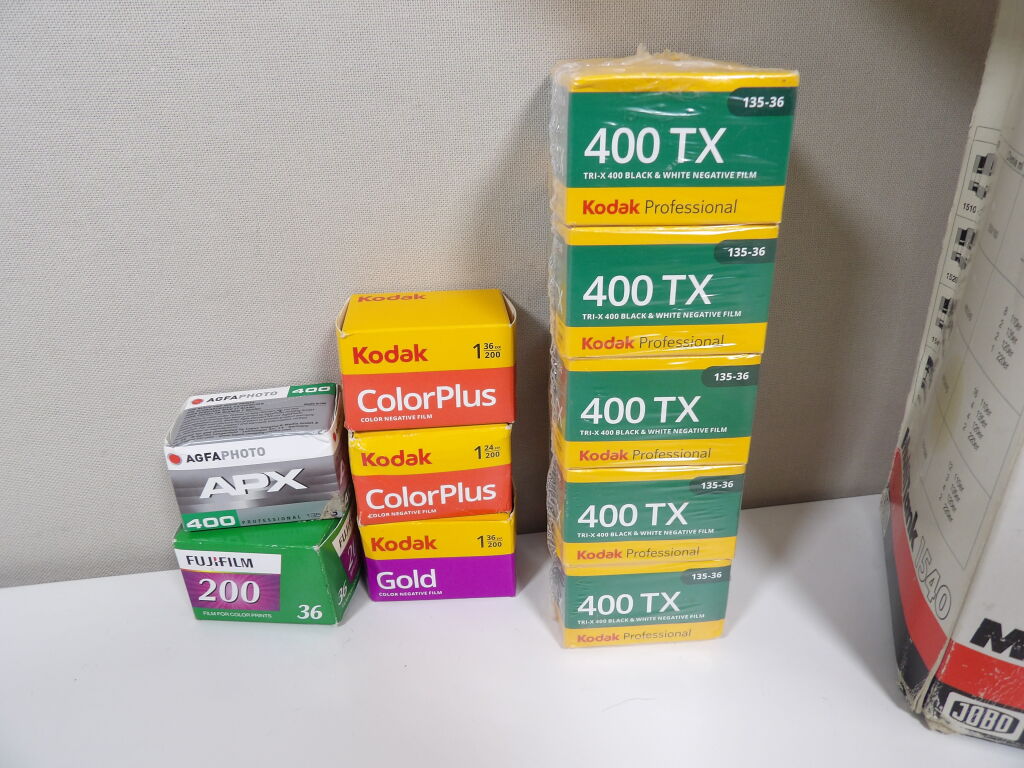 AGFAPHOTO 400
AGFAPHOTO
APX
400 PROFESSIONAL
FUJIFILM
200
FILM FOR COLOR PRINTS
36
36
Kodak
Kodak 1 36 200
ColorPlus
COLOR NEGATIVE FILM
Kodak 1 24 200
ColorPlus
COLOR NEGATIVE FILM
Kodak 1 36 200
Gold
COLOR NEGATIVE FILM
135-36
400 TX
TRI-X 400 BLACK & WHITE NEGATIVE FILM
Kodak Professional
135-36
400 TX
TRI-X 400 BLACK & WHITE NEGATIVE FILM
Kodak Professional
135-36
400 TX
TRI-X 400 BLACK & WHITE NEGATIVE FILM
Kodak Professional
135-36
400 TX
TRI-X 400 BLACK & WHITE NEGATIVE FILM
Kodak Professional
135-36
400 TX
TRI-X 400 BLACK & WHITE NEGATIVE FILM
Kodak Professional
1510
1520
1540
JOBO